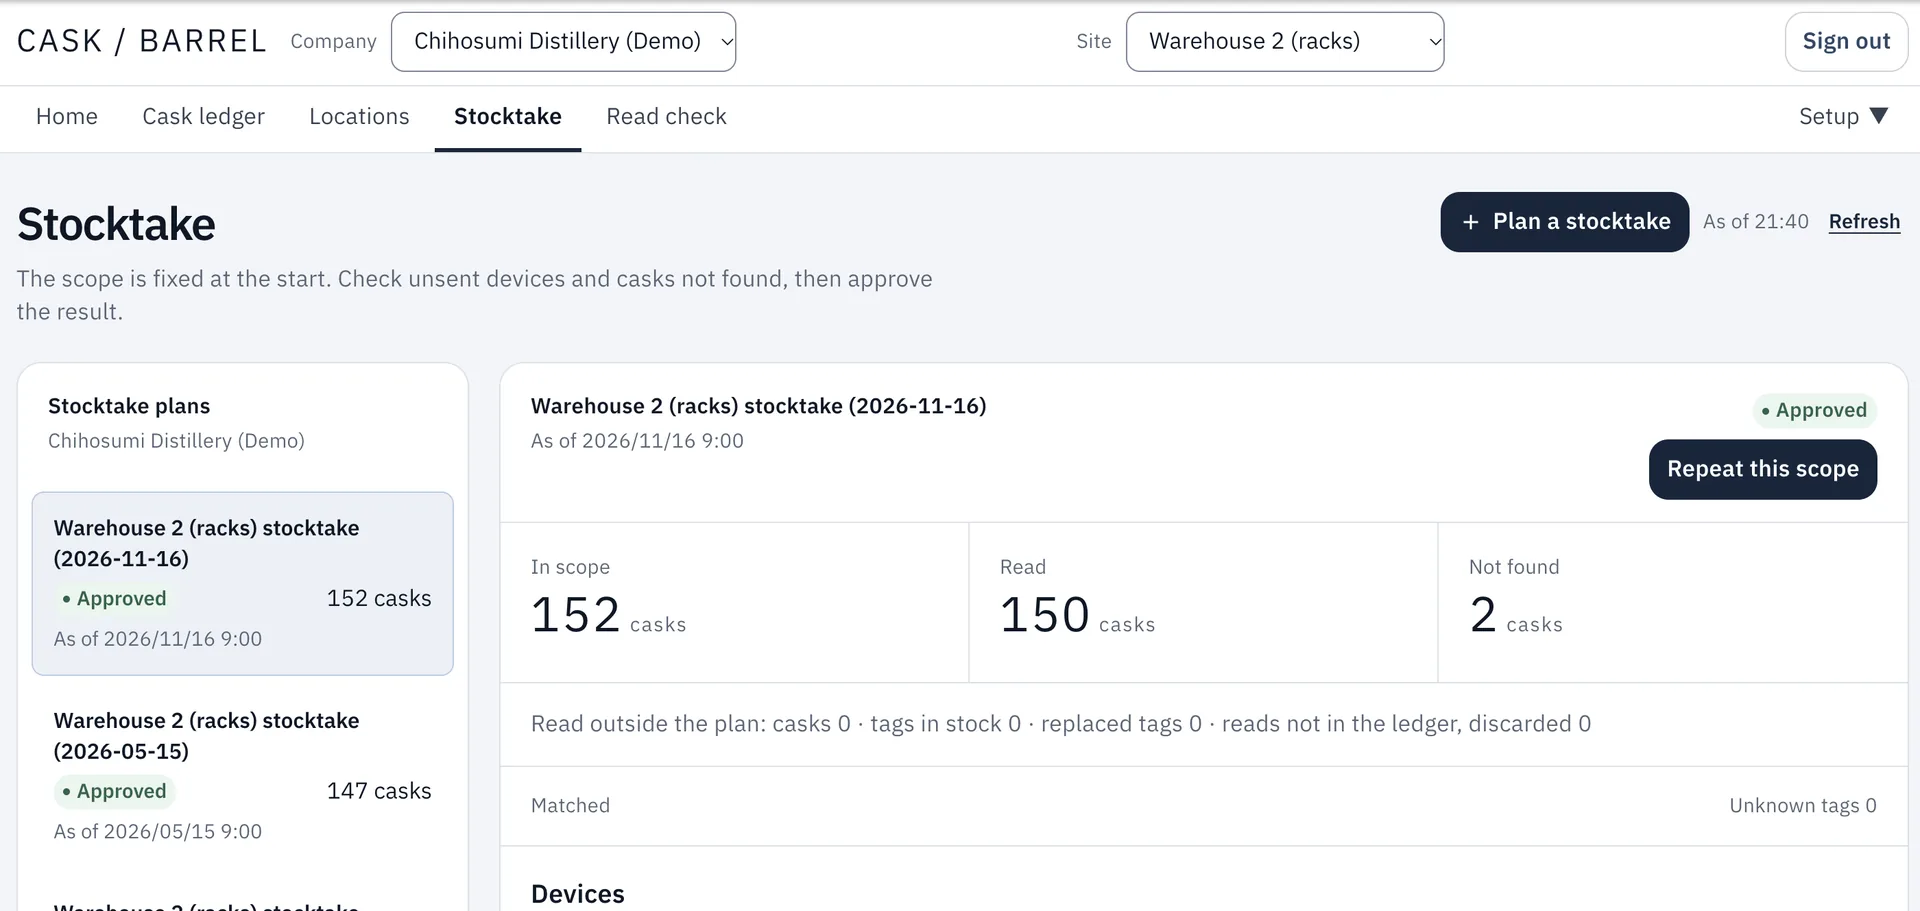 CASK / BARREL Company Chihosumi Distillery (Demo) Site Warehouse 2 (racks) Sign out
Home Cask ledger Locations Stocktake Read check Setup ▼
Stocktake
+ Plan a stocktake As of 21:40 Refresh
The scope is fixed at the start. Check unsent devices and casks not found, then approve
the result.
Stocktake plans
Chihosumi Distillery (Demo)
Warehouse 2 (racks) stocktake
(2026-11-16)
• Approved 152 casks
As of 2026/11/16 9:00
Warehouse 2 (racks) stocktake
(2026-05-15)
• Approved 147 casks
As of 2026/05/15 9:00
Warehouse 2 (racks) stocktake
Warehouse 2 (racks) stocktake (2026-11-16)
• Approved
As of 2026/11/16 9:00
Repeat this scope
In scope
152 casks
Read
150 casks
Not found
2 casks
Read outside the plan: casks 0 · tags in stock 0 · replaced tags 0 · reads not in the ledger, discarded 0
Matched Unknown tags 0
Devices